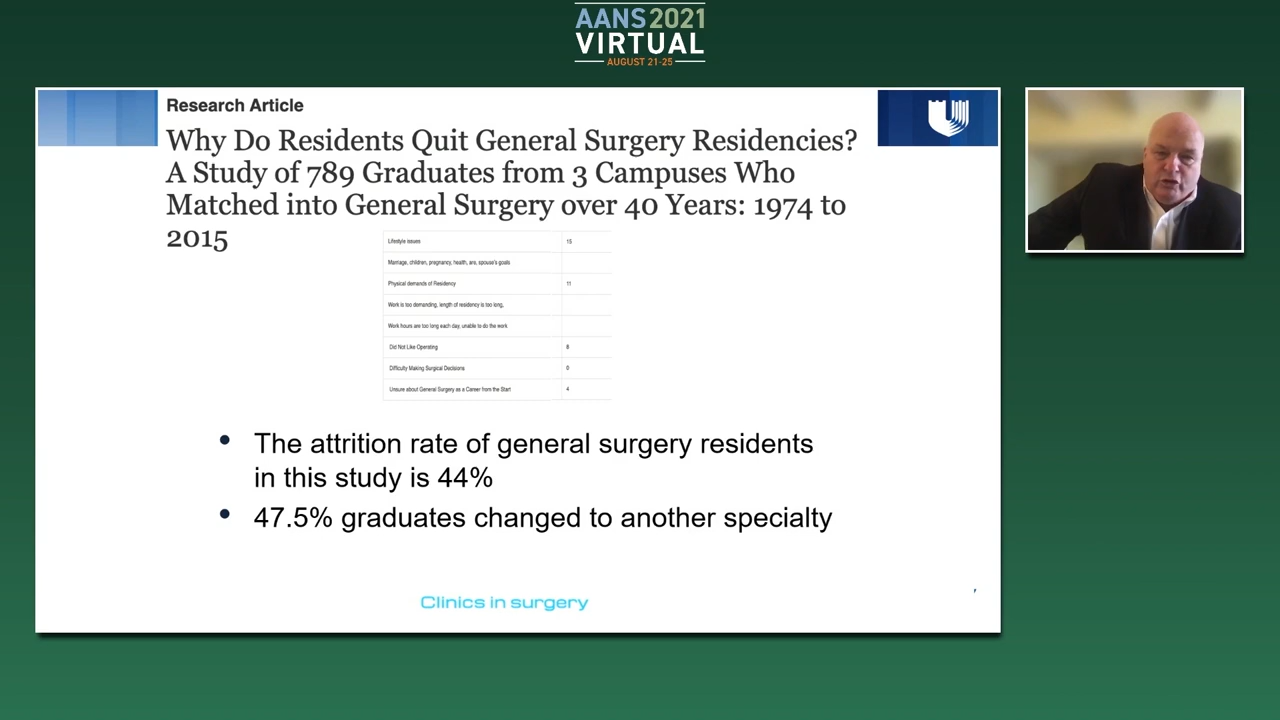 AANS 2021
VIRTUAL
AUGUST 21-25
Research Article
Why Do Residents Quit General Surgery Residencies?
A Study of 789 Graduates from 3 Campuses Who
Matched into General Surgery over 40 Years: 1974 to
2015
Lifestyle issues 15
Marriage, children, pregnancy, health, are, spouse's goals
Physical demands of Residency 11
Work is too demanding, length of residency is too long,
Work hours are too long each day, unable to do the work
Did Not Like Operating 8
Difficulty Making Surgical Decisions 0
Unsure about General Surgery as a Career from the Start 4
• The attrition rate of general surgery residents
in this study is 44%
• 47.5% graduates changed to another specialty
Clinics in surgery